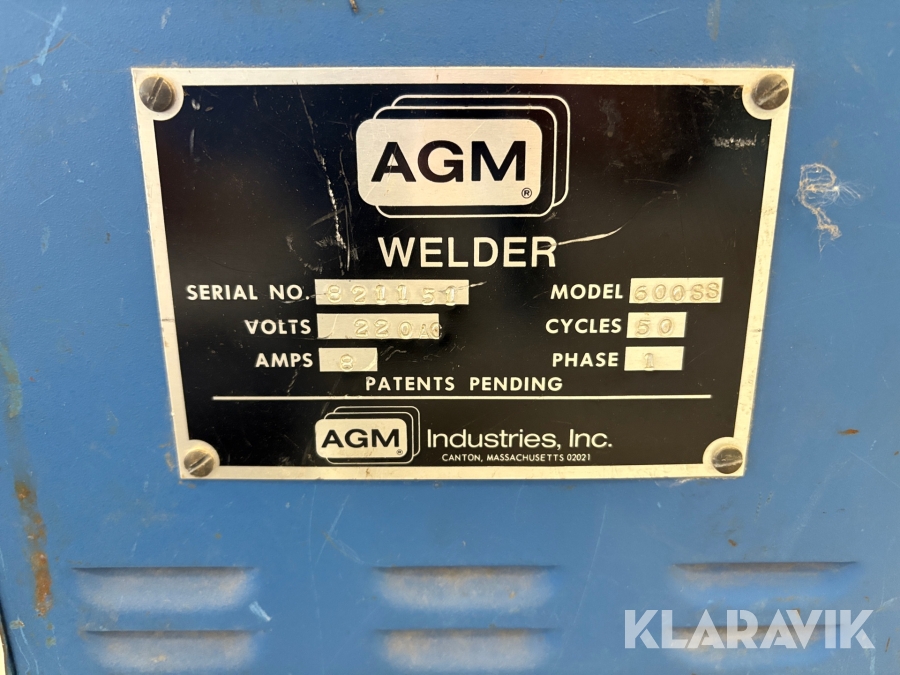 AGM®
WELDER
SERIAL NO. 821151 MODEL 600SS
VOLTS 220AC CYCLES 50
AMPS 8 PHASE 1
PATENTS PENDING
AGM® Industries, Inc.
CANTON, MASSACHUSETTS 02021
KLARAVIK